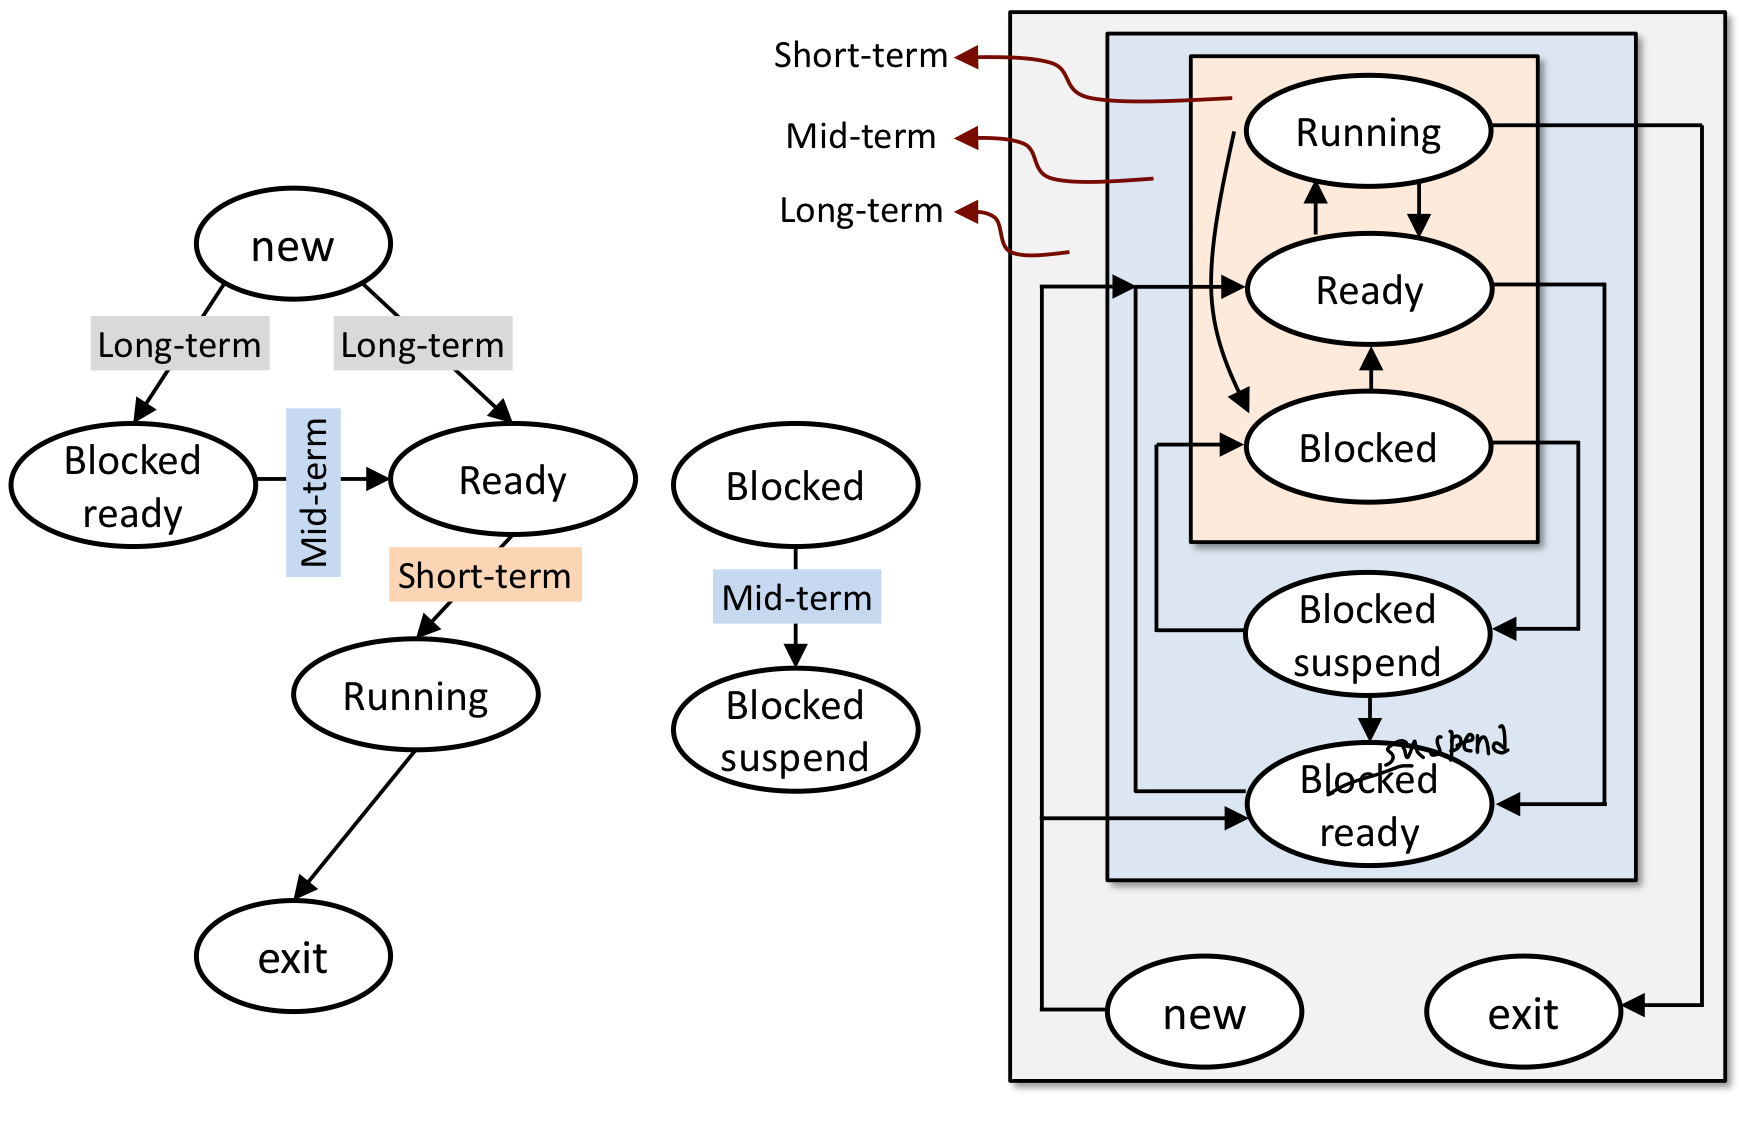 new
Long-term
Long-term
Blocked
ready
Mid-term
Ready
Short-term
Running
exit
Blocked
Mid-term
Blocked
suspend
Short-term
Mid-term
Long-term
Running
Ready
Blocked
Blocked
suspend
suspend
Blocked
ready
new
exit